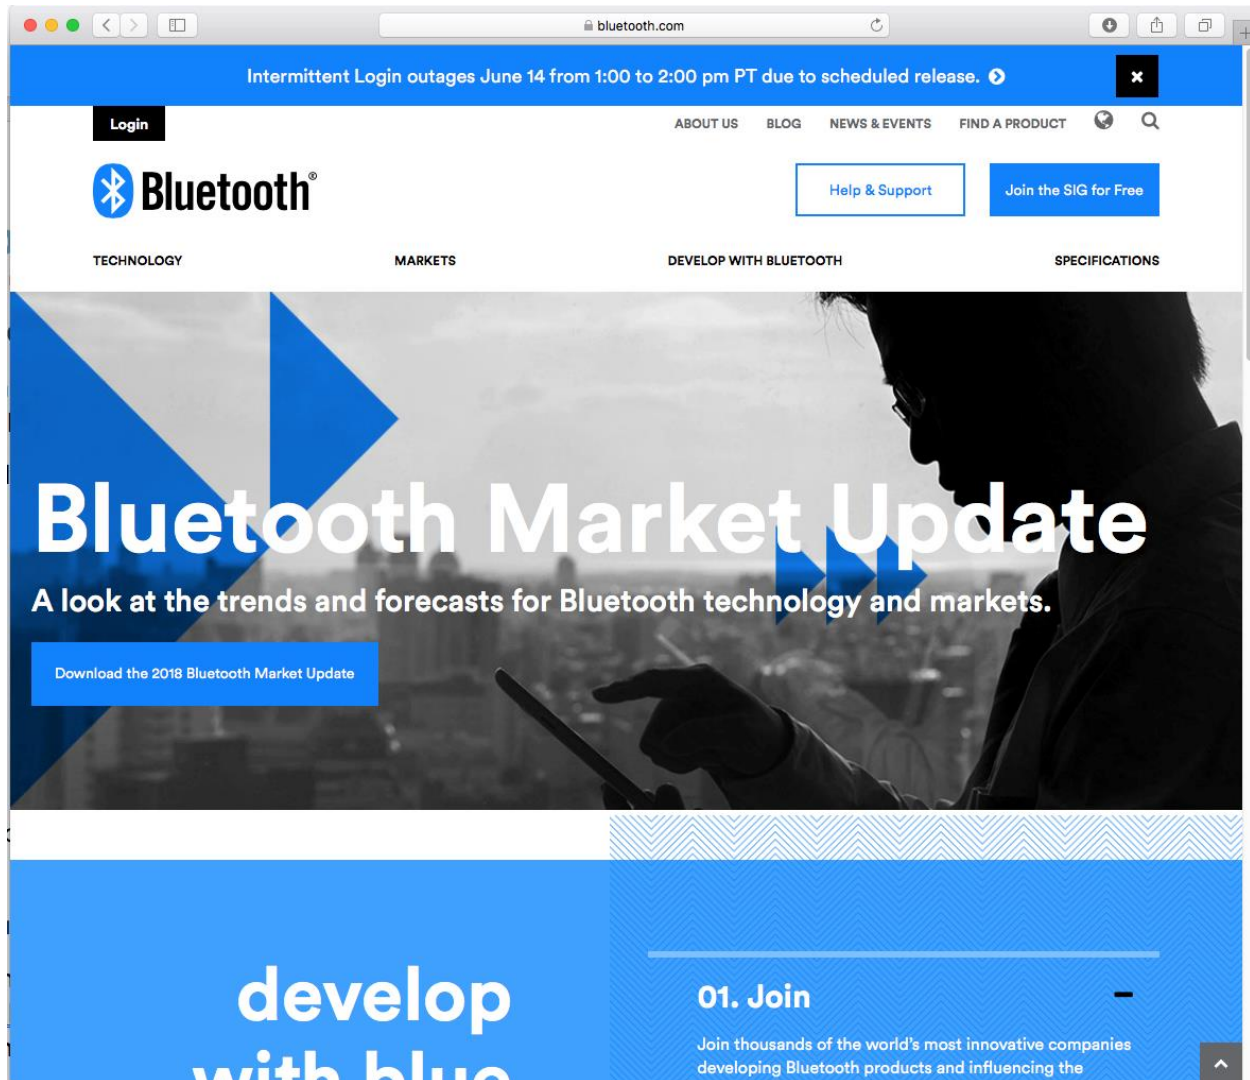 bluetooth.com
Intermittent Login outages June 14 from 1:00 to 2:00 pm PT due to scheduled release.
Login
ABOUT US BLOG NEWS & EVENTS FIND A PRODUCT
Bluetooth®
Help & Support
Join the SIG for Free
TECHNOLOGY MARKETS DEVELOP WITH BLUETOOTH SPECIFICATIONS
Bluetooth Market Update
A look at the trends and forecasts for Bluetooth technology and markets.
Download the 2018 Bluetooth Market Update
develop
with blue
01. Join
Join thousands of the world's most innovative companies
developing Bluetooth products and influencing the